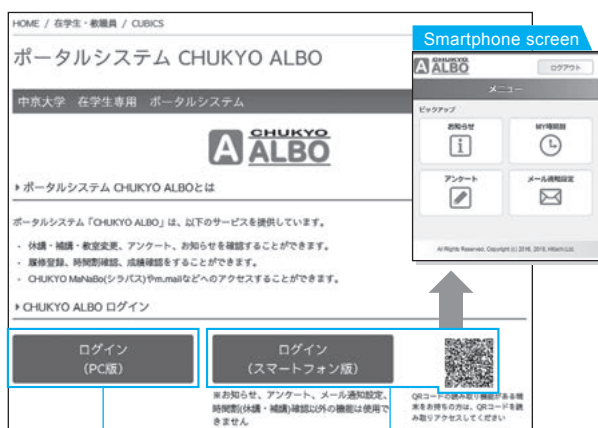 HOME / 在学生・教職員 / CUBICS
ポータルシステム CHUKYO ALBO
中京大学 在学生専用 ポータルシステム
CHUKYO
A ALBO
▸ポータルシステム CHUKYO ALBOとは
ポータルシステム「CHUKYO ALBO」は、以下のサービスを提供しています。
- 休講・補講・教室変更、アンケート、お知らせを確認することができます。
- 履修登録、時間割確認、成績確認をすることができます。
- CHUKYO MaNaBo(シラバス)やm.mailなどへのアクセスすることができます。
▸CHUKYO ALBO ログイン
ログイン
(PC版)
ログイン
(スマートフォン版)
※お知らせ、アンケート、メール通知設定、
時間割(休講・補講)確認以外の機能は使用で
きません
QRコードの読み取り機能がある端
末をお持ちの方は、QRコードを読
み取りアクセスしてください
Smartphone screen
CHUKYO
A ALBO
ログアウト
メニュー
ピックアップ
お知らせ
MY時間割
アンケート
メール通知設定
All Rights Reserved, Copyright (c) 2016, 2019, Hitachi Ltd.